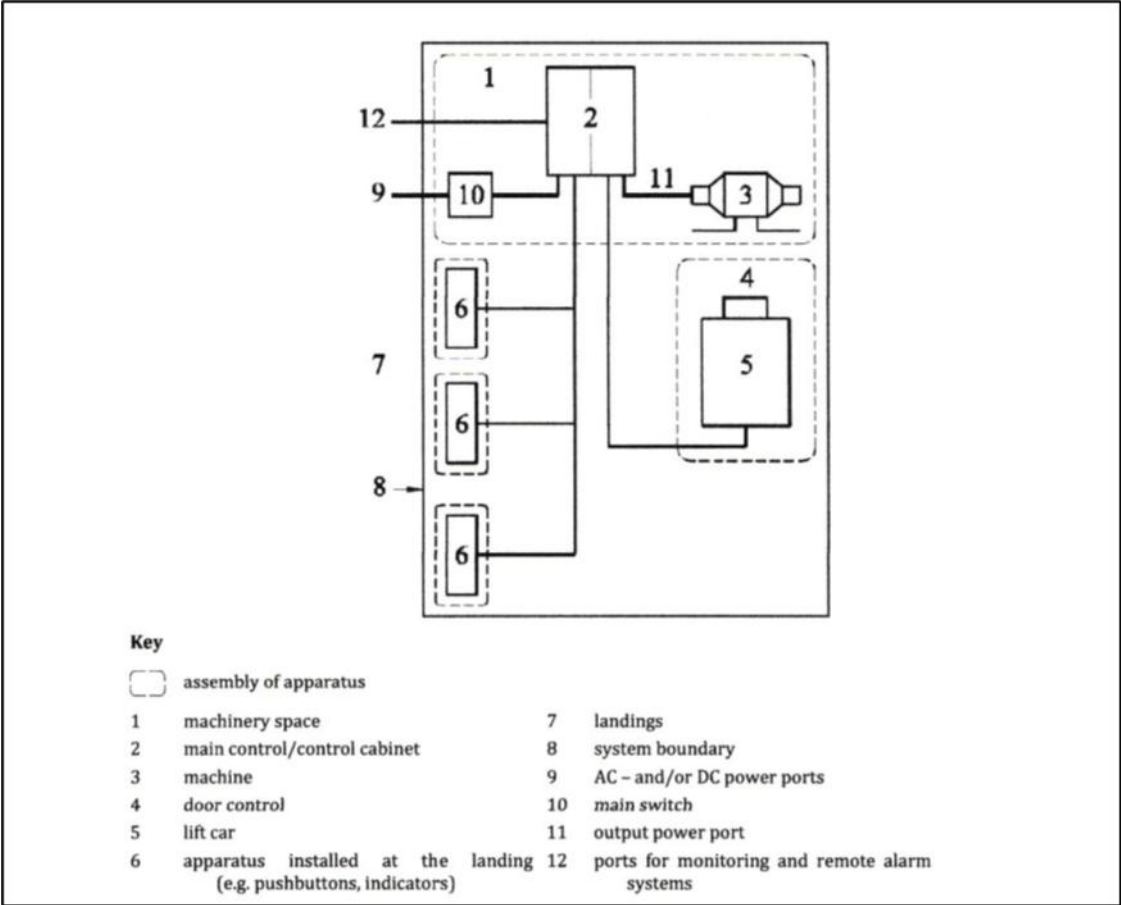 1
12
2
11
9
10
3
4
6
7
5
6
8
6
Key
assembly of apparatus
1 machinery space
2 main control/control cabinet
3 machine
4 door control
5 lift car
6 apparatus installed at the landing
(e.g. pushbuttons, indicators)
7 landings
8 system boundary
9 AC – and/or DC power ports
10 main switch
11 output power port
12 ports for monitoring and remote alarm
systems